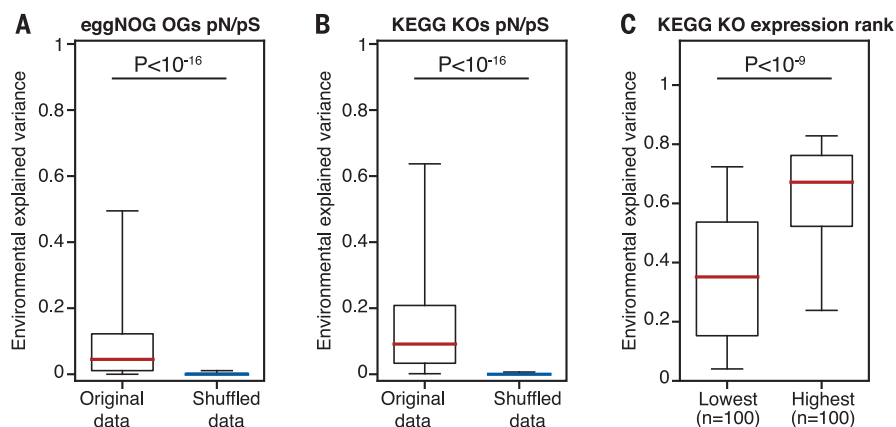 A eggNOG OGs pN/pS
Environmental explained variance
1
0.8
0.6
0.4
0.2
0
P<10-16
Original data
Shuffled data
B KEGG KOs pN/pS
Environmental explained variance
1
0.8
0.6
0.4
0.2
0
P<10-16
Original data
Shuffled data
C KEGG KO expression rank
Environmental explained variance
1
0.8
0.6
0.4
0.2
0
P<10-9
Lowest (n=100)
Highest (n=100)